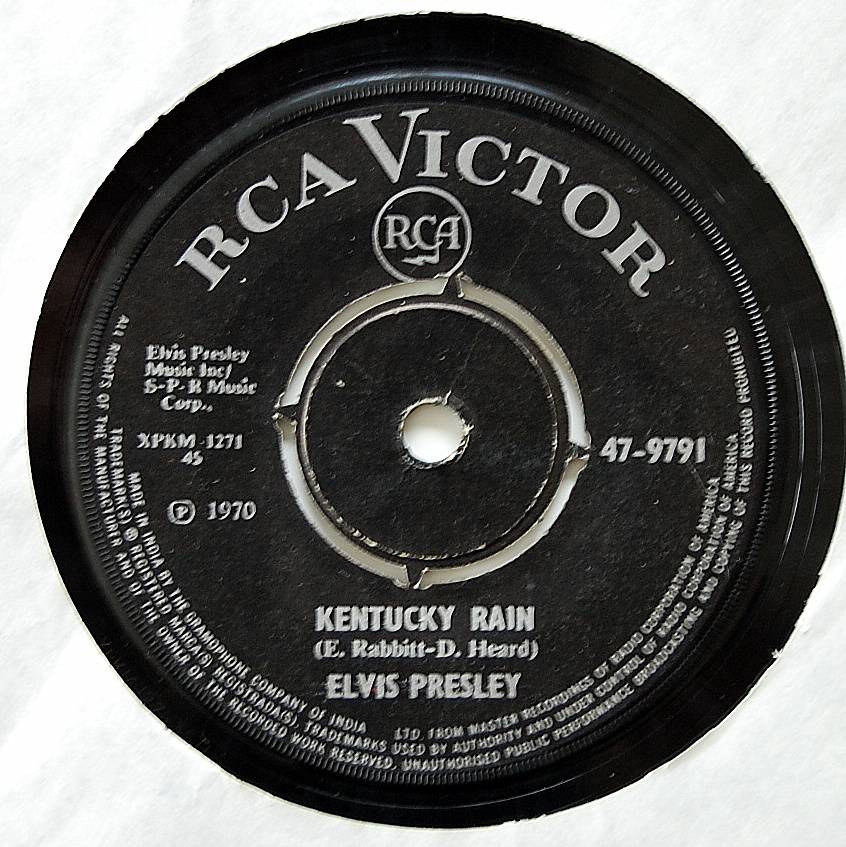 RCA VICTOR
RCA
Elvis Presley
Music Inc/
S-P-R Music
Corp.,
XPKM-1271
45
℗ 1970
47-9791
KENTUCKY RAIN
(E. Rabbitt-D. Heard)
ELVIS PRESLEY
MADE IN INDIA BY THE GRAMOPHONE COMPANY OF INDIA LTD. FROM MASTER RECORDINGS OF RADIO CORPORATION OF AMERICA
TRADEMARK(S) ® REGISTERED MARCA(S) REGISTRADA(S) TRADEMARKS USED BY AUTHORITY AND UNDER CONTROL OF RADIO CORPORATION OF AMERICA
ALL RIGHTS OF THE MANUFACTURER AND OF THE OWNER OF THE RECORDED WORK RESERVED, UNAUTHORISED PUBLIC PERFORMANCE BROADCASTING AND COPYING OF THIS RECORD PROHIBITED